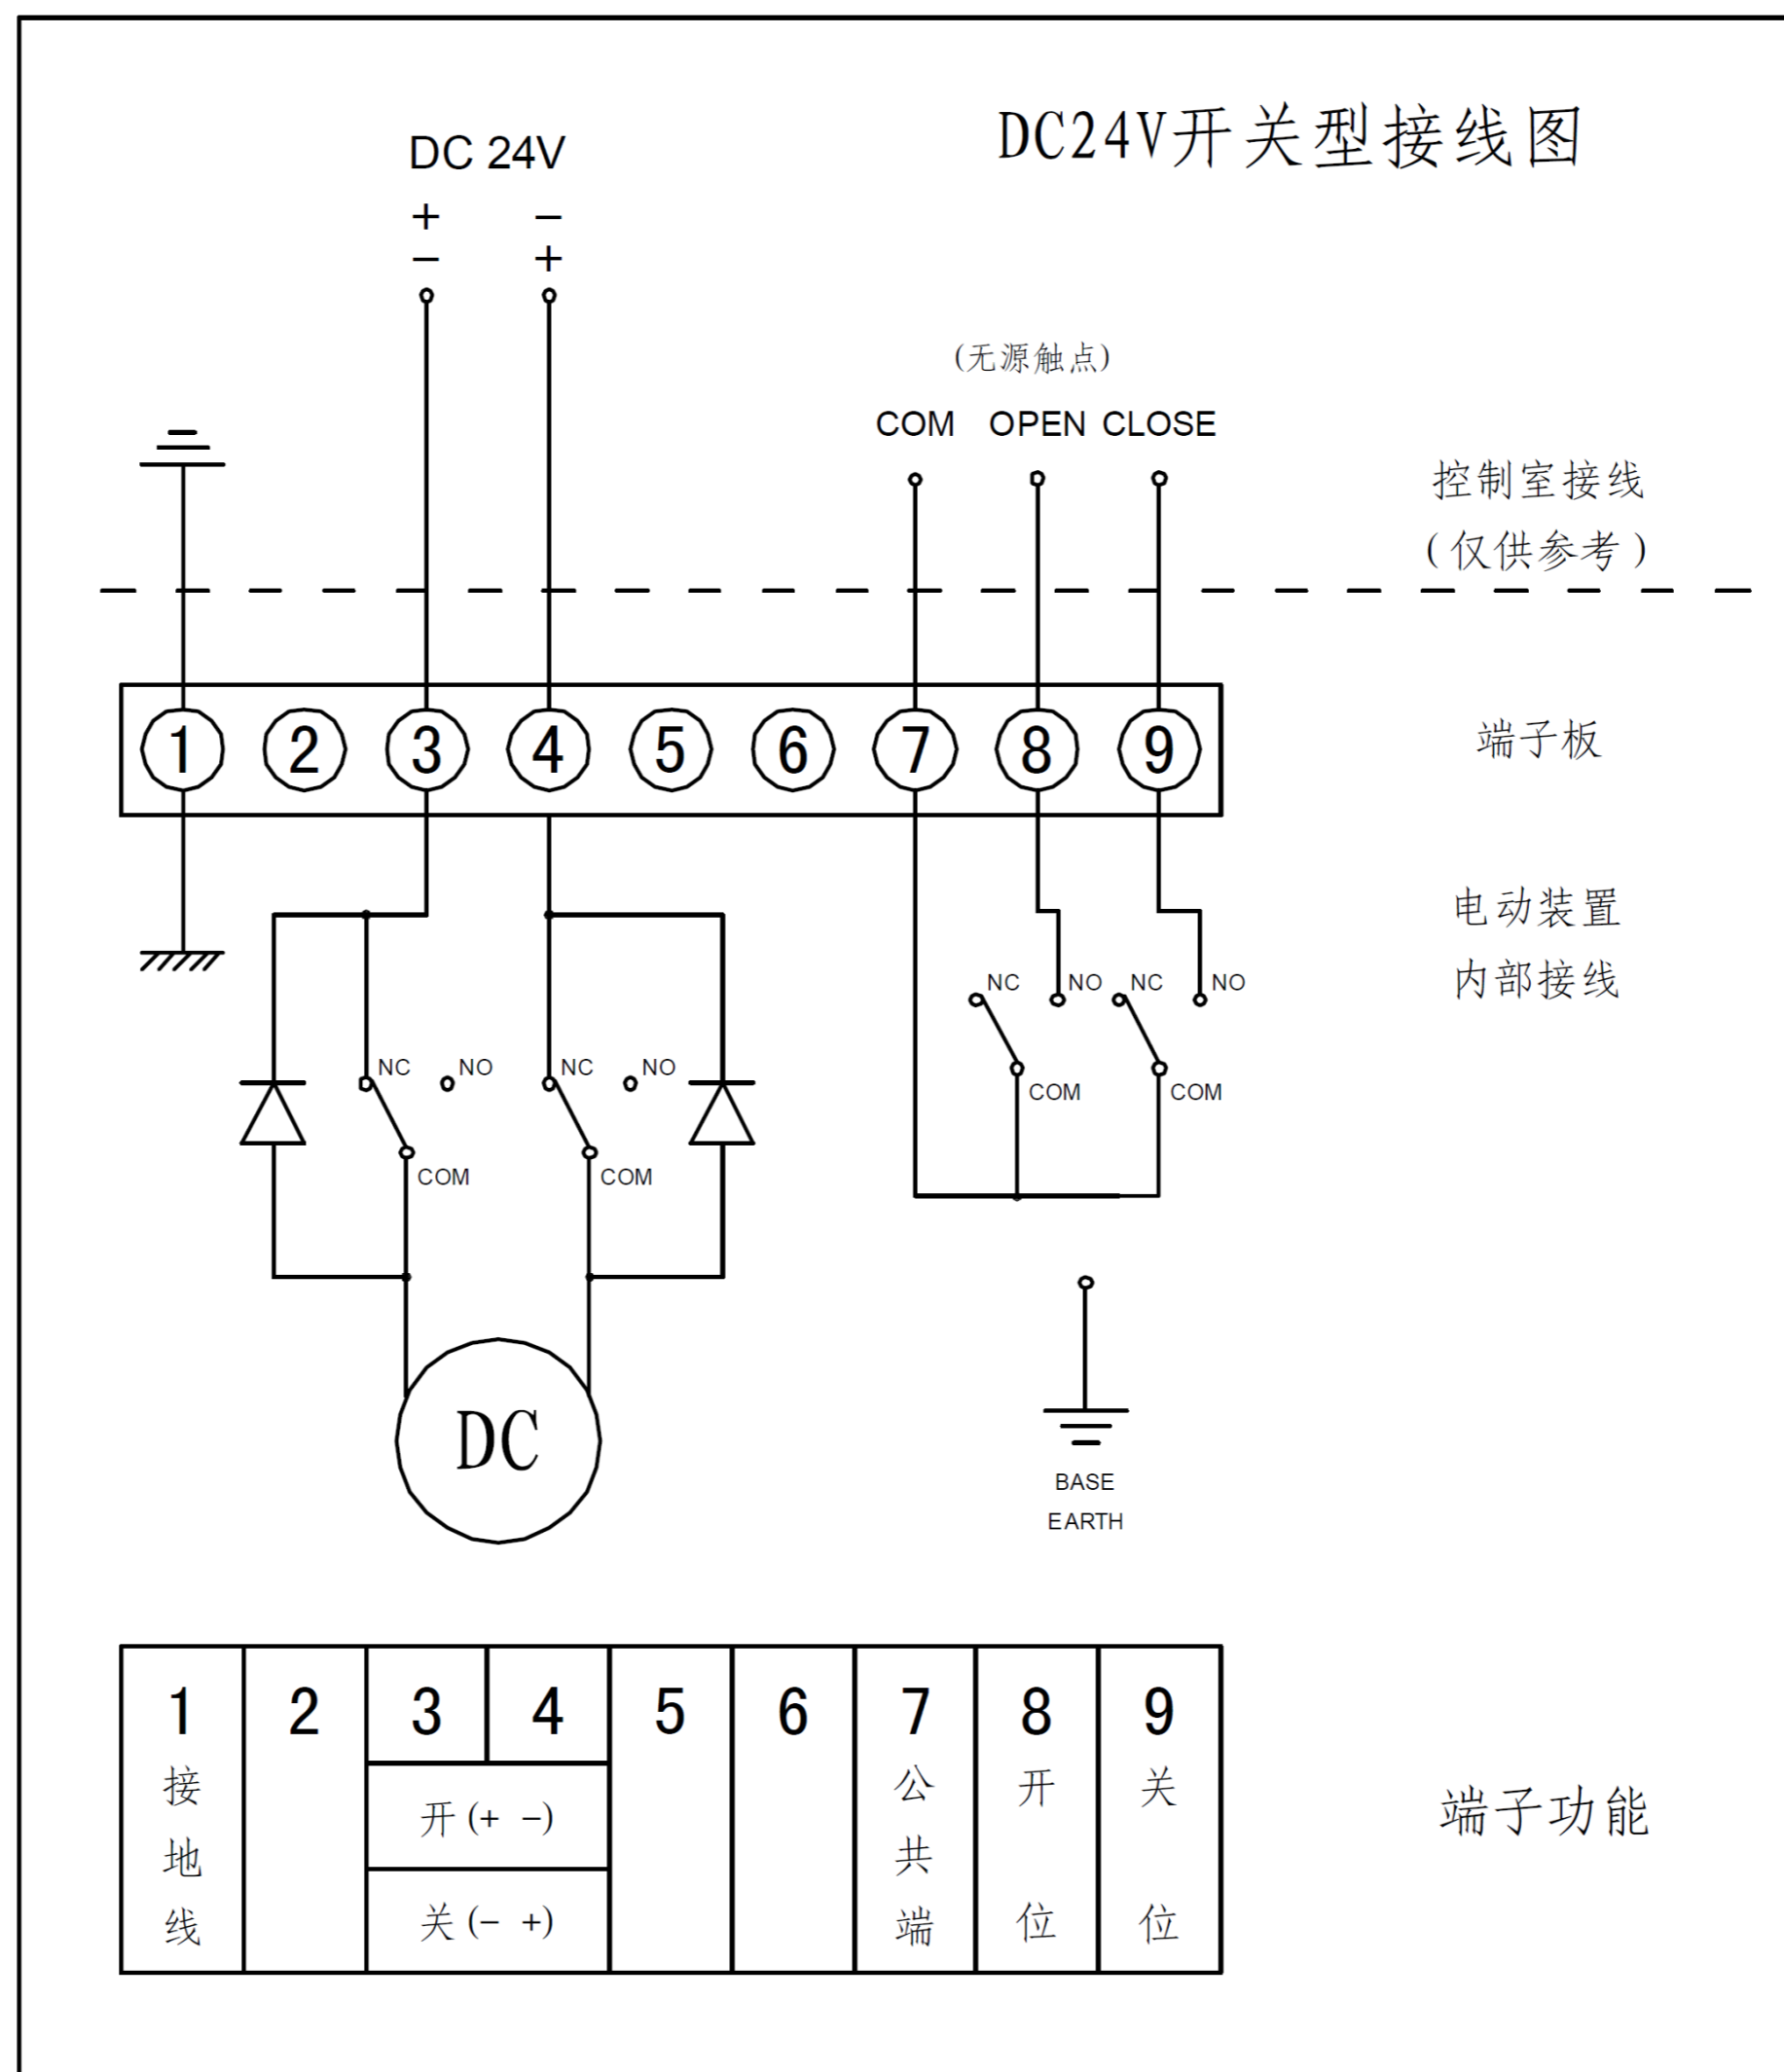 DC24V开关型接线图
DC 24V
+ −
− +
(无源触点)
COM OPEN CLOSE
控制室接线
(仅供参考)
1 2 3 4 5 6 7 8 9
端子板
电动装置
内部接线
NC NO NC NO
COM COM
NC NO NC NO
COM COM
DC
BASE
EARTH
1 2 3 4 5 6 7 8 9
接地线
开(+ −)
关(− +)
公共端
开位
关位
端子功能